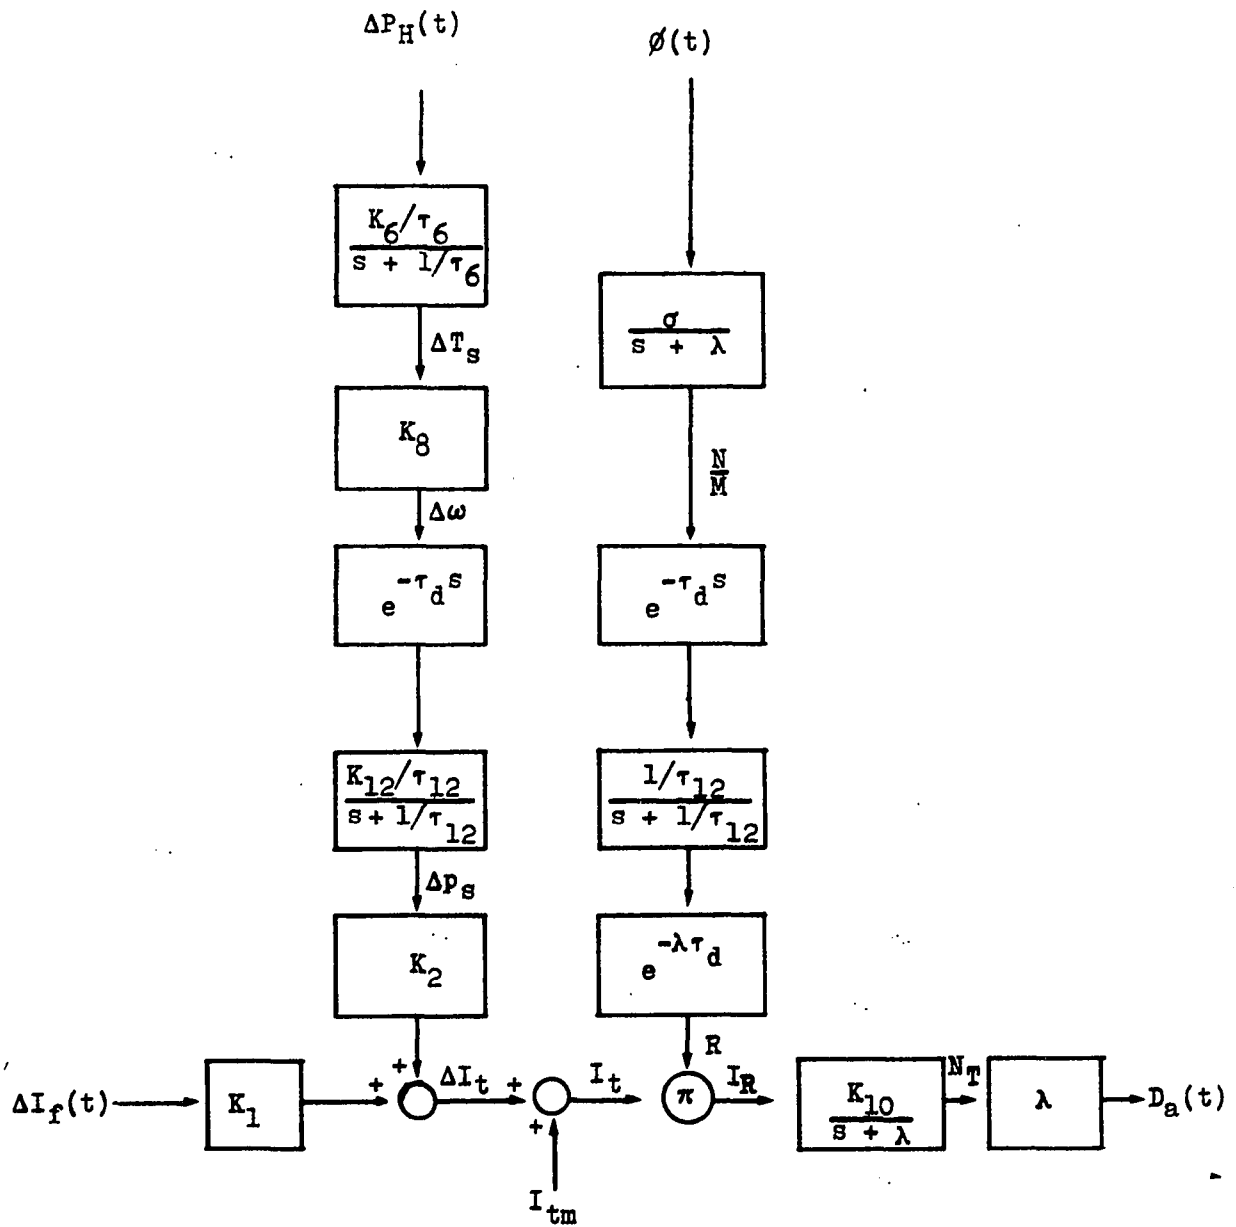 ΔP_H(t)
ø(t)
K_6/τ_6
s + 1/τ_6
σ
s + λ
ΔT_s
K_8
N
M
Δω
e^{-τ_d s}
e^{-τ_d s}
K_12/τ_12
s + 1/τ_12
1/τ_12
s + 1/τ_12
Δp_s
K_2
e^{-λτ_d}
R
+
ΔI_f(t)
K_1
+
ΔI_t
+
I_t
π
I_R
K_10
s + λ
N_T
λ
D_a(t)
+
I_tm